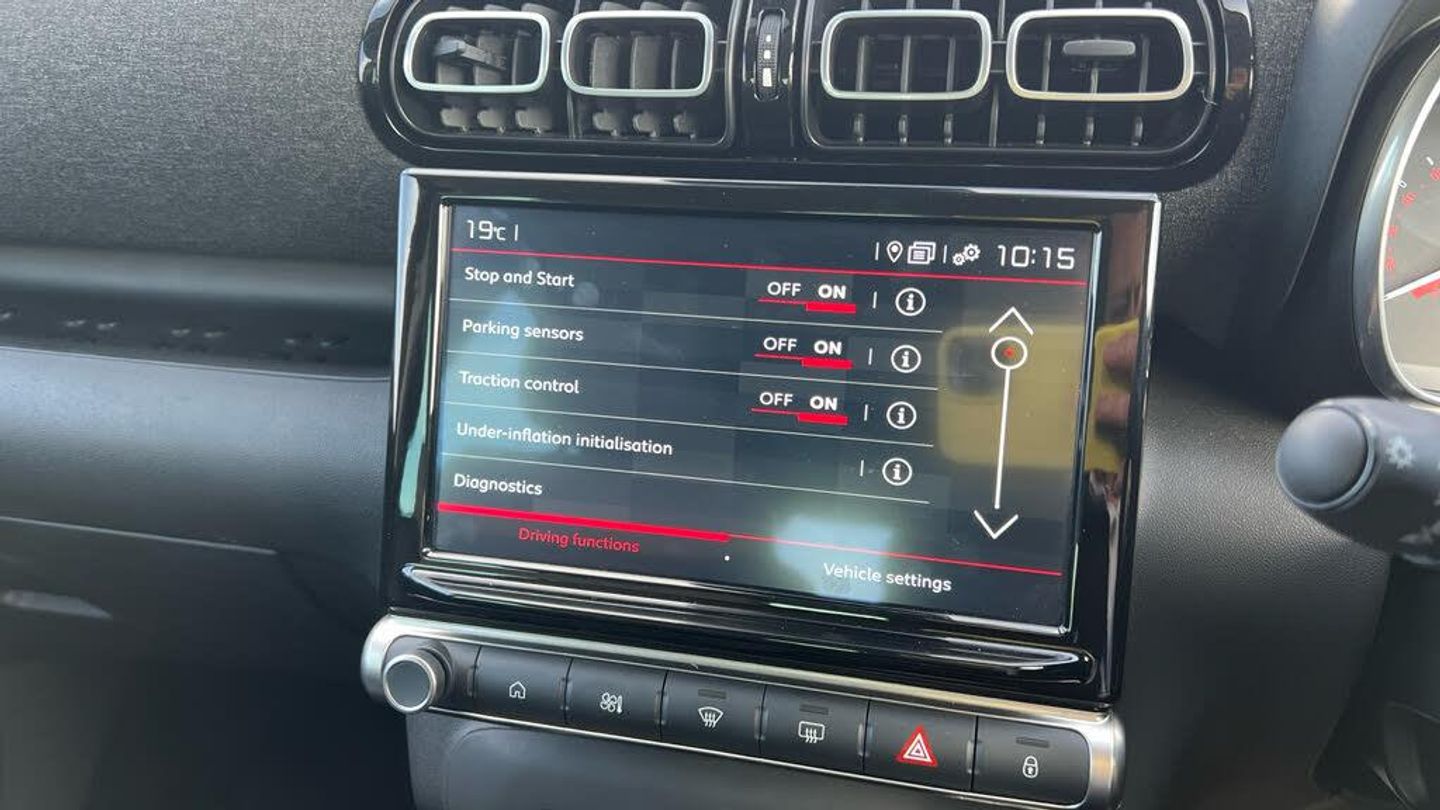 19°C
10:15
Stop and Start OFF ON
Parking sensors OFF ON
Traction control OFF ON
Under-inflation initialisation
Diagnostics
Driving functions
Vehicle settings